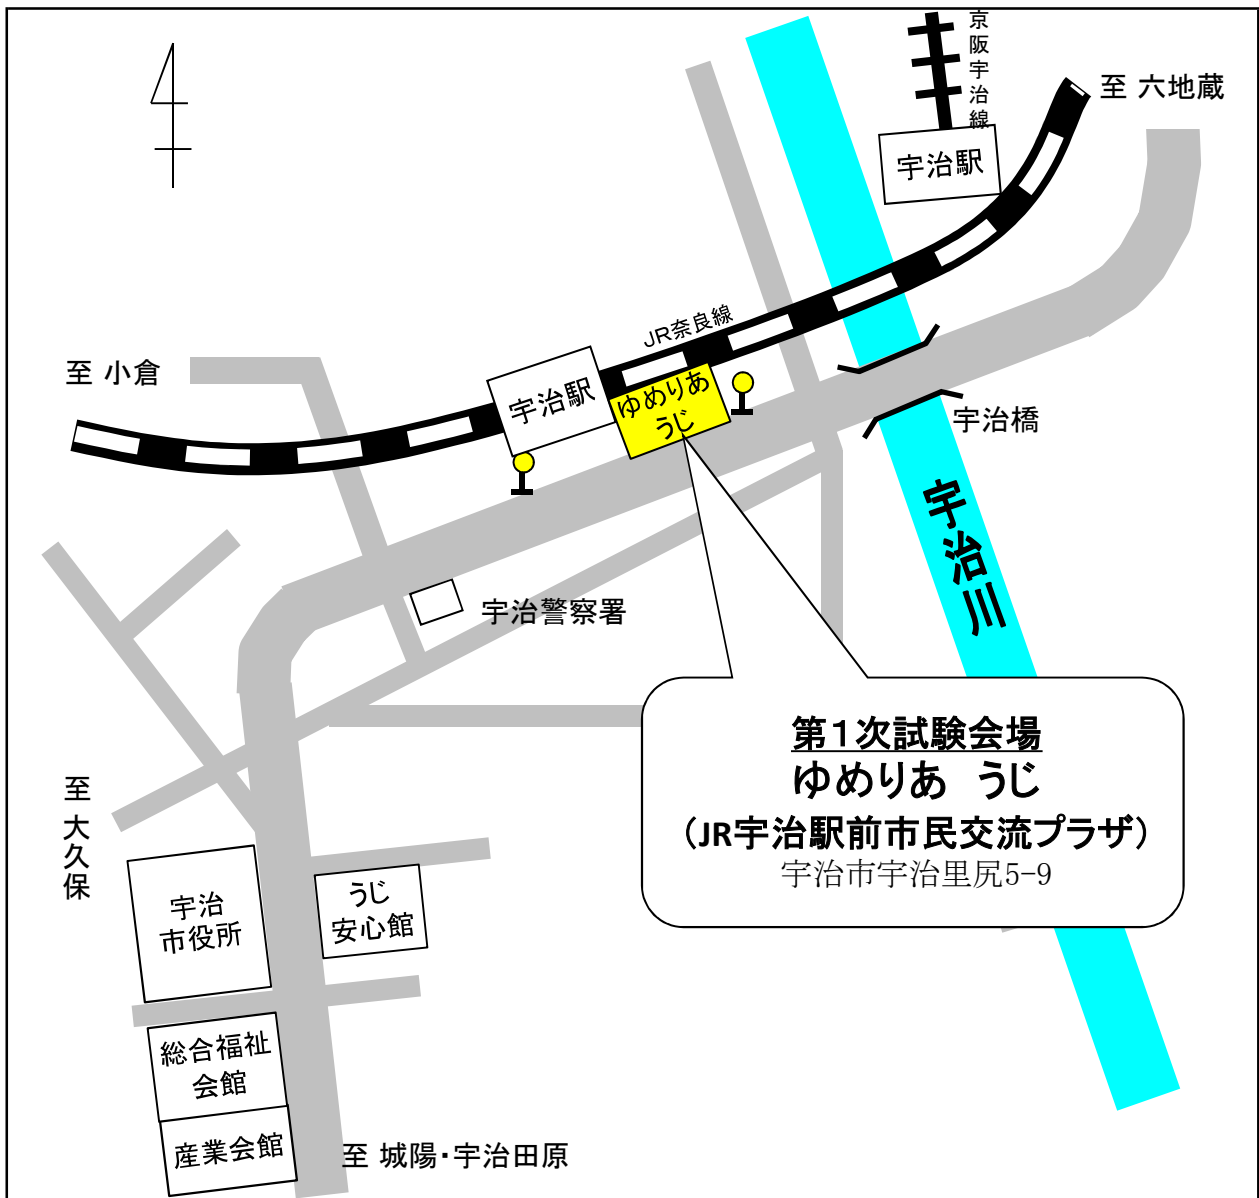 京阪宇治線
至 六地蔵
宇治駅
JR奈良線
至 小倉
宇治駅
ゆめりあ
うじ
宇治橋
宇治川
宇治警察署
第1次試験会場
ゆめりあ　うじ
(JR宇治駅前市民交流プラザ)
宇治市宇治里尻5-9
至 大久保
宇治
市役所
うじ
安心館
総合福祉
会館
産業会館
至 城陽・宇治田原